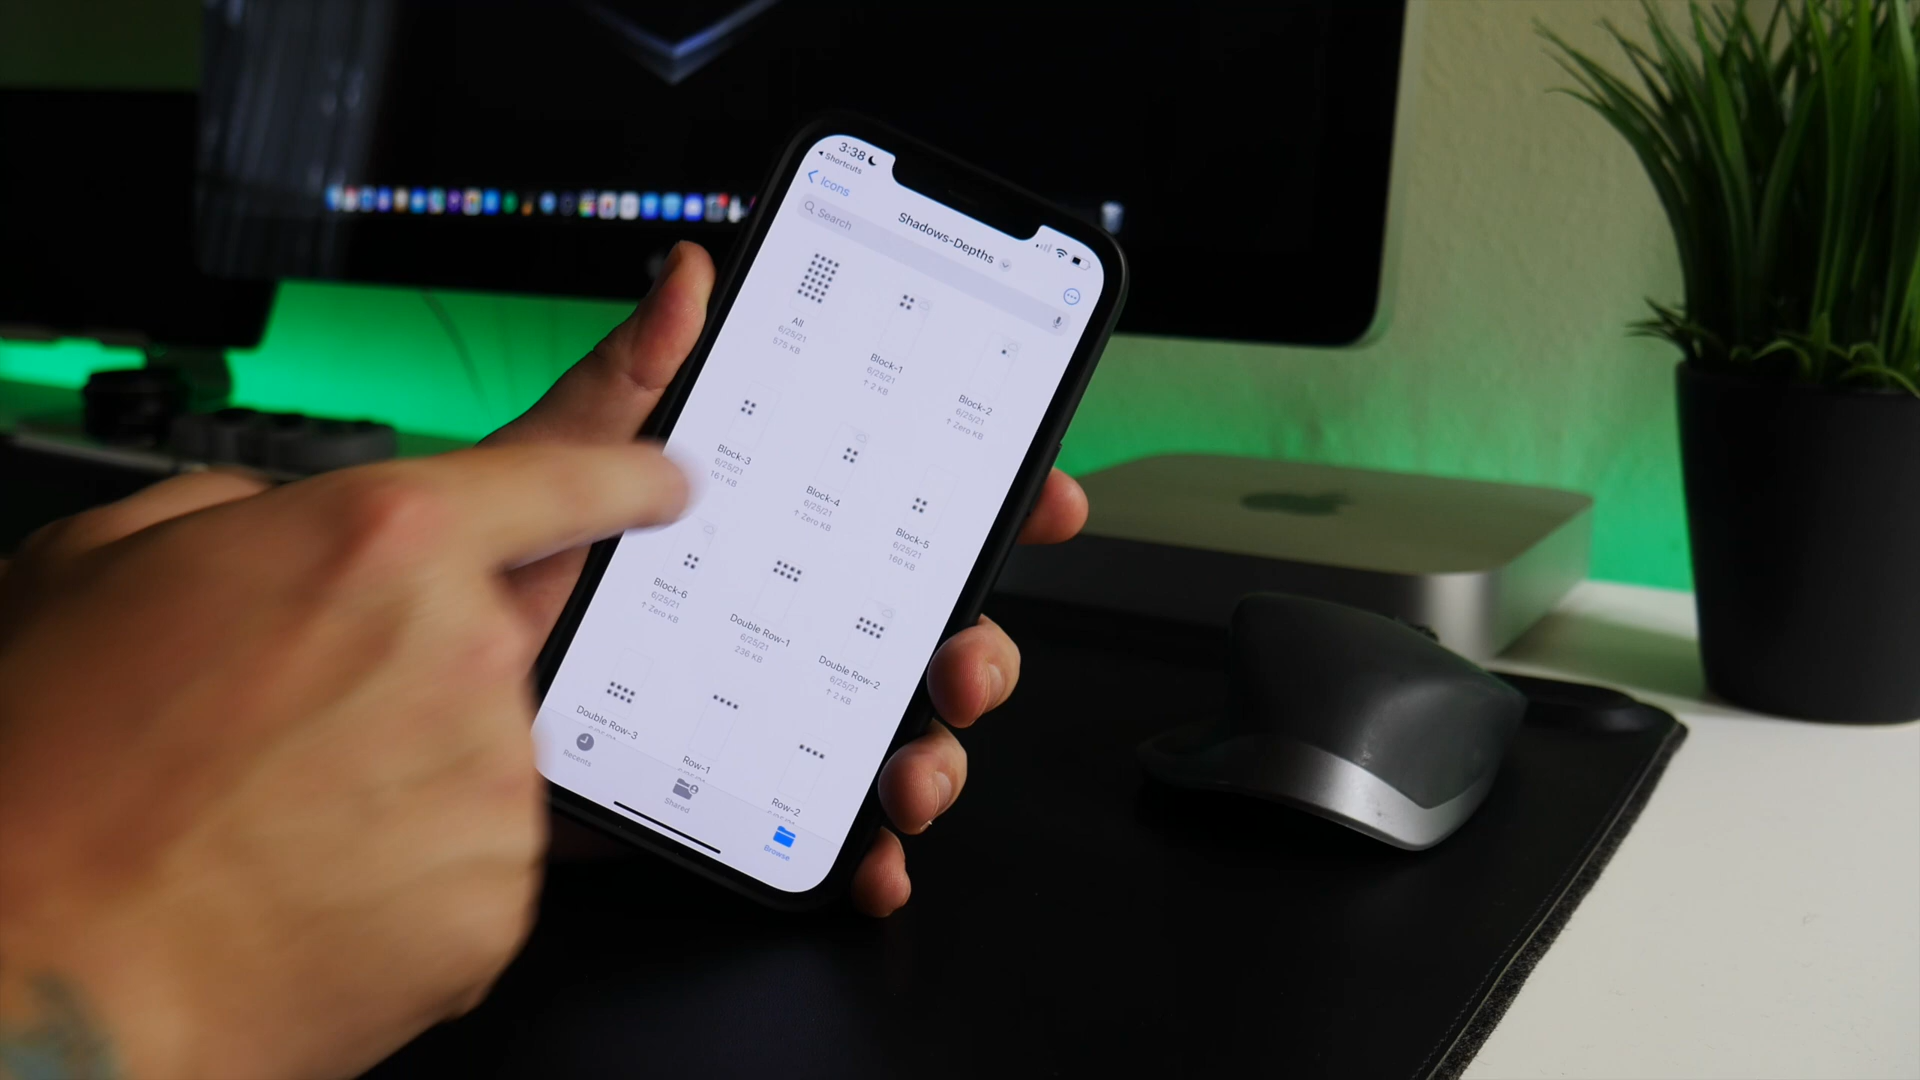 3:38
Shortcuts
Icons
Shadows-Depths
Search
All
6/25/21
575 KB
Block-1
6/25/21
↑ 2 KB
Block-2
6/25/21
↑ Zero KB
Block-3
6/25/21
161 KB
Block-4
6/25/21
↑ Zero KB
Block-5
6/25/21
160 KB
Block-6
6/25/21
↑ Zero KB
Double Row-1
6/25/21
236 KB
Double Row-2
6/25/21
↑ 2 KB
Double Row-3
Row-1
Row-2
Recents
Shared
Browse